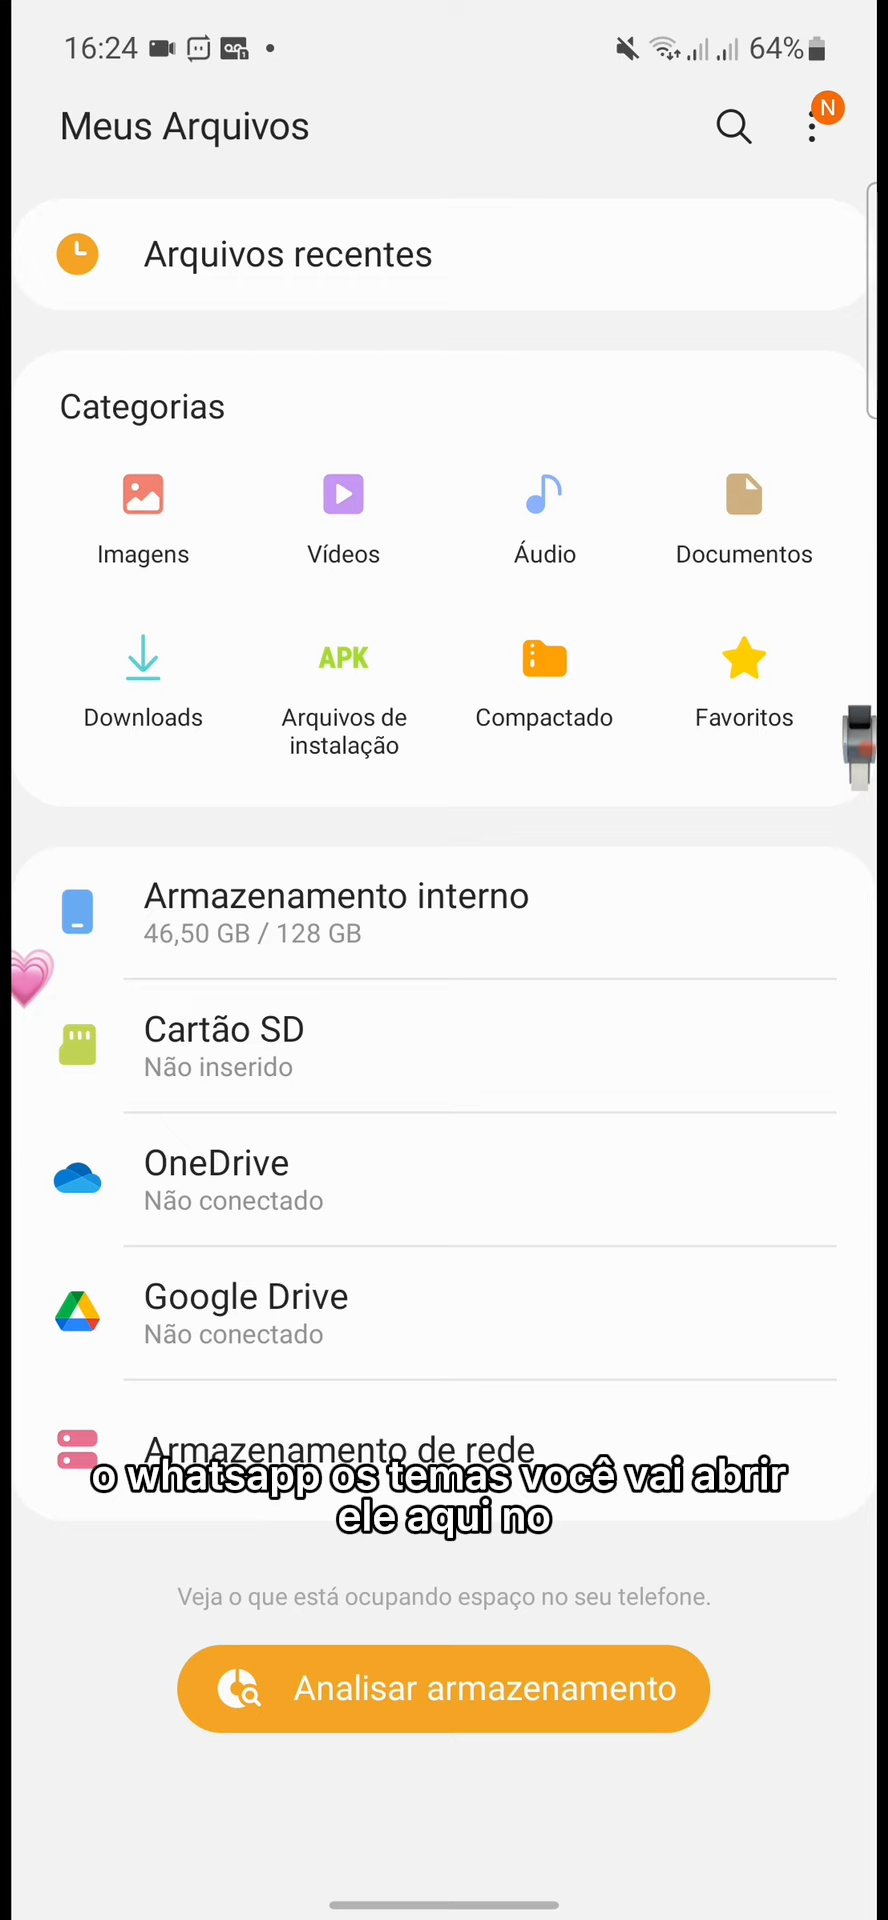 16:24
64%
Meus Arquivos
N
Arquivos recentes
Categorias
Imagens
Vídeos
Áudio
Documentos
Downloads
APK
Arquivos de
instalação
Compactado
Favoritos
Armazenamento interno
46,50 GB / 128 GB
Cartão SD
Não inserido
OneDrive
Não conectado
Google Drive
Não conectado
Armazenamento de rede
o whatsapp os temas você vai abrir
ele aqui no
Veja o que está ocupando espaço no seu telefone.
Analisar armazenamento